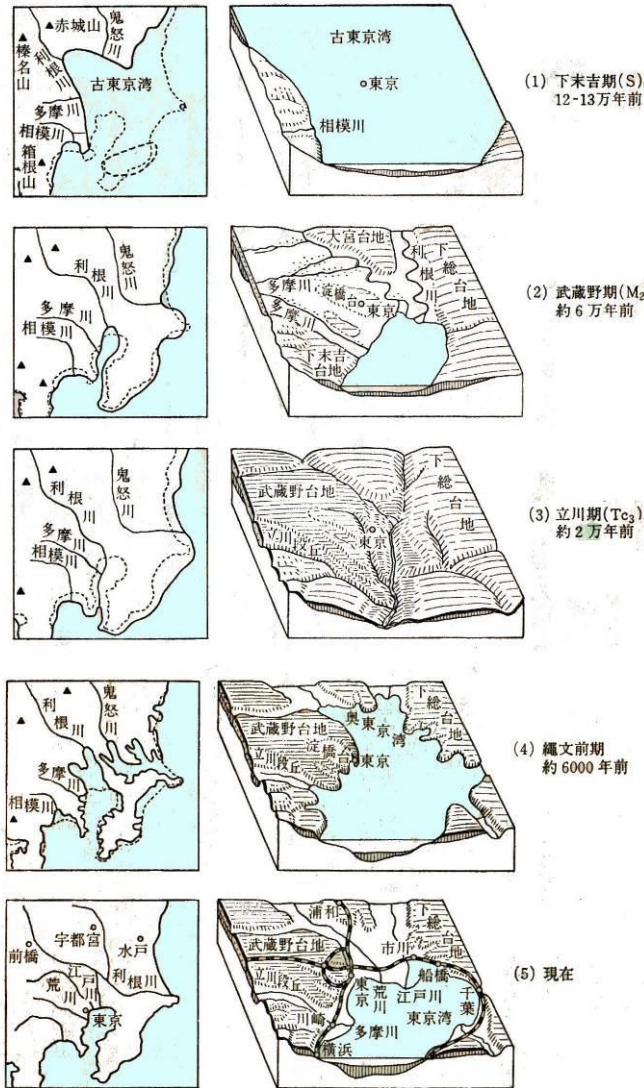 赤城山
鬼怒川
榛名山
利根川
古東京湾
多摩川
相模川
箱根山
古東京湾
東京
相模川
(1) 下末吉期(S)
12-13万年前
鬼怒川
利根川
多摩川
相模川
大宮台地
利根川
下総台地
多摩川
淀橋台
東京
多摩川
下末吉台地
(2) 武蔵野期(M₂
約6万年前
鬼怒川
利根川
多摩川
相模川
武蔵野台地
下総台地
立川段丘
東京
(3) 立川期(Tc₃)
約2万年前
鬼怒川
利根川
多摩川
相模川
奥東京湾
下総台地
武蔵野台地
立川段丘
淀橋台
東京
(4) 縄文前期
約6000年前
前橋
宇都宮
水戸
江戸川
利根川
荒川
東京
浦和
下総台地
武蔵野台地
市川
立川段丘
船橋
東京
荒川
江戸川
千葉
川崎
東京湾
多摩川
横浜
(5) 現在